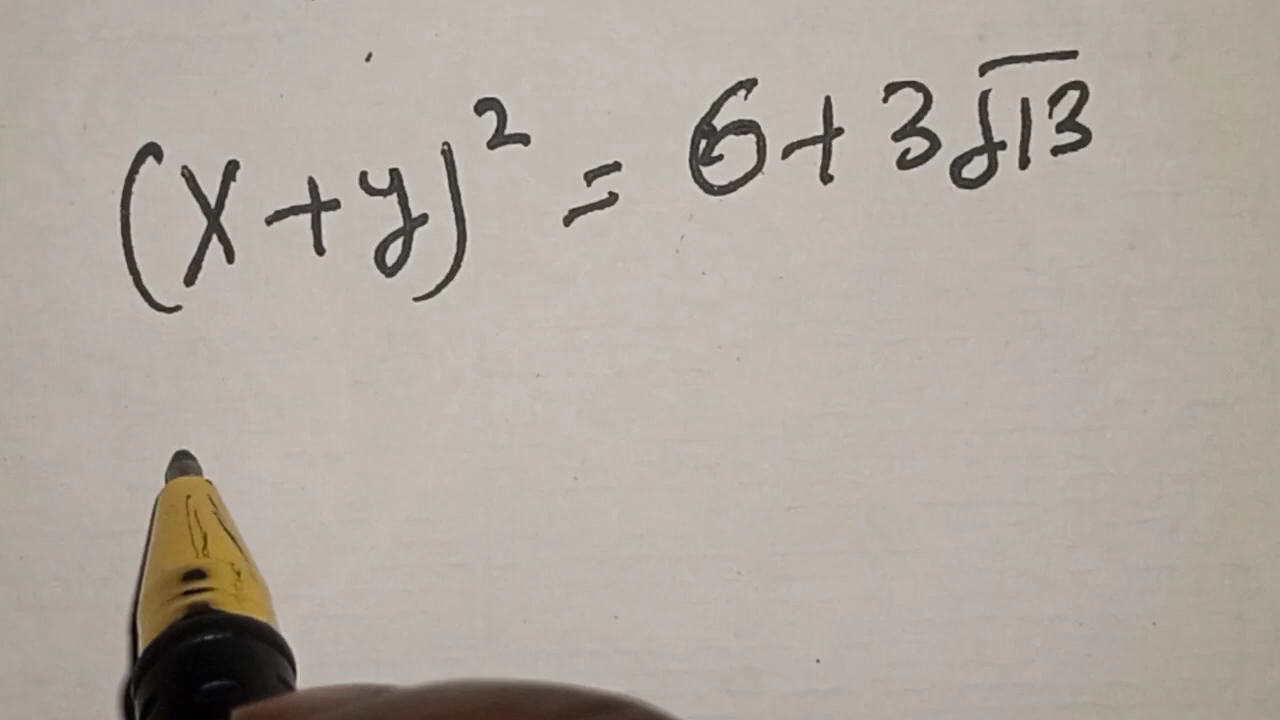 (x+y)² = 6+3√13